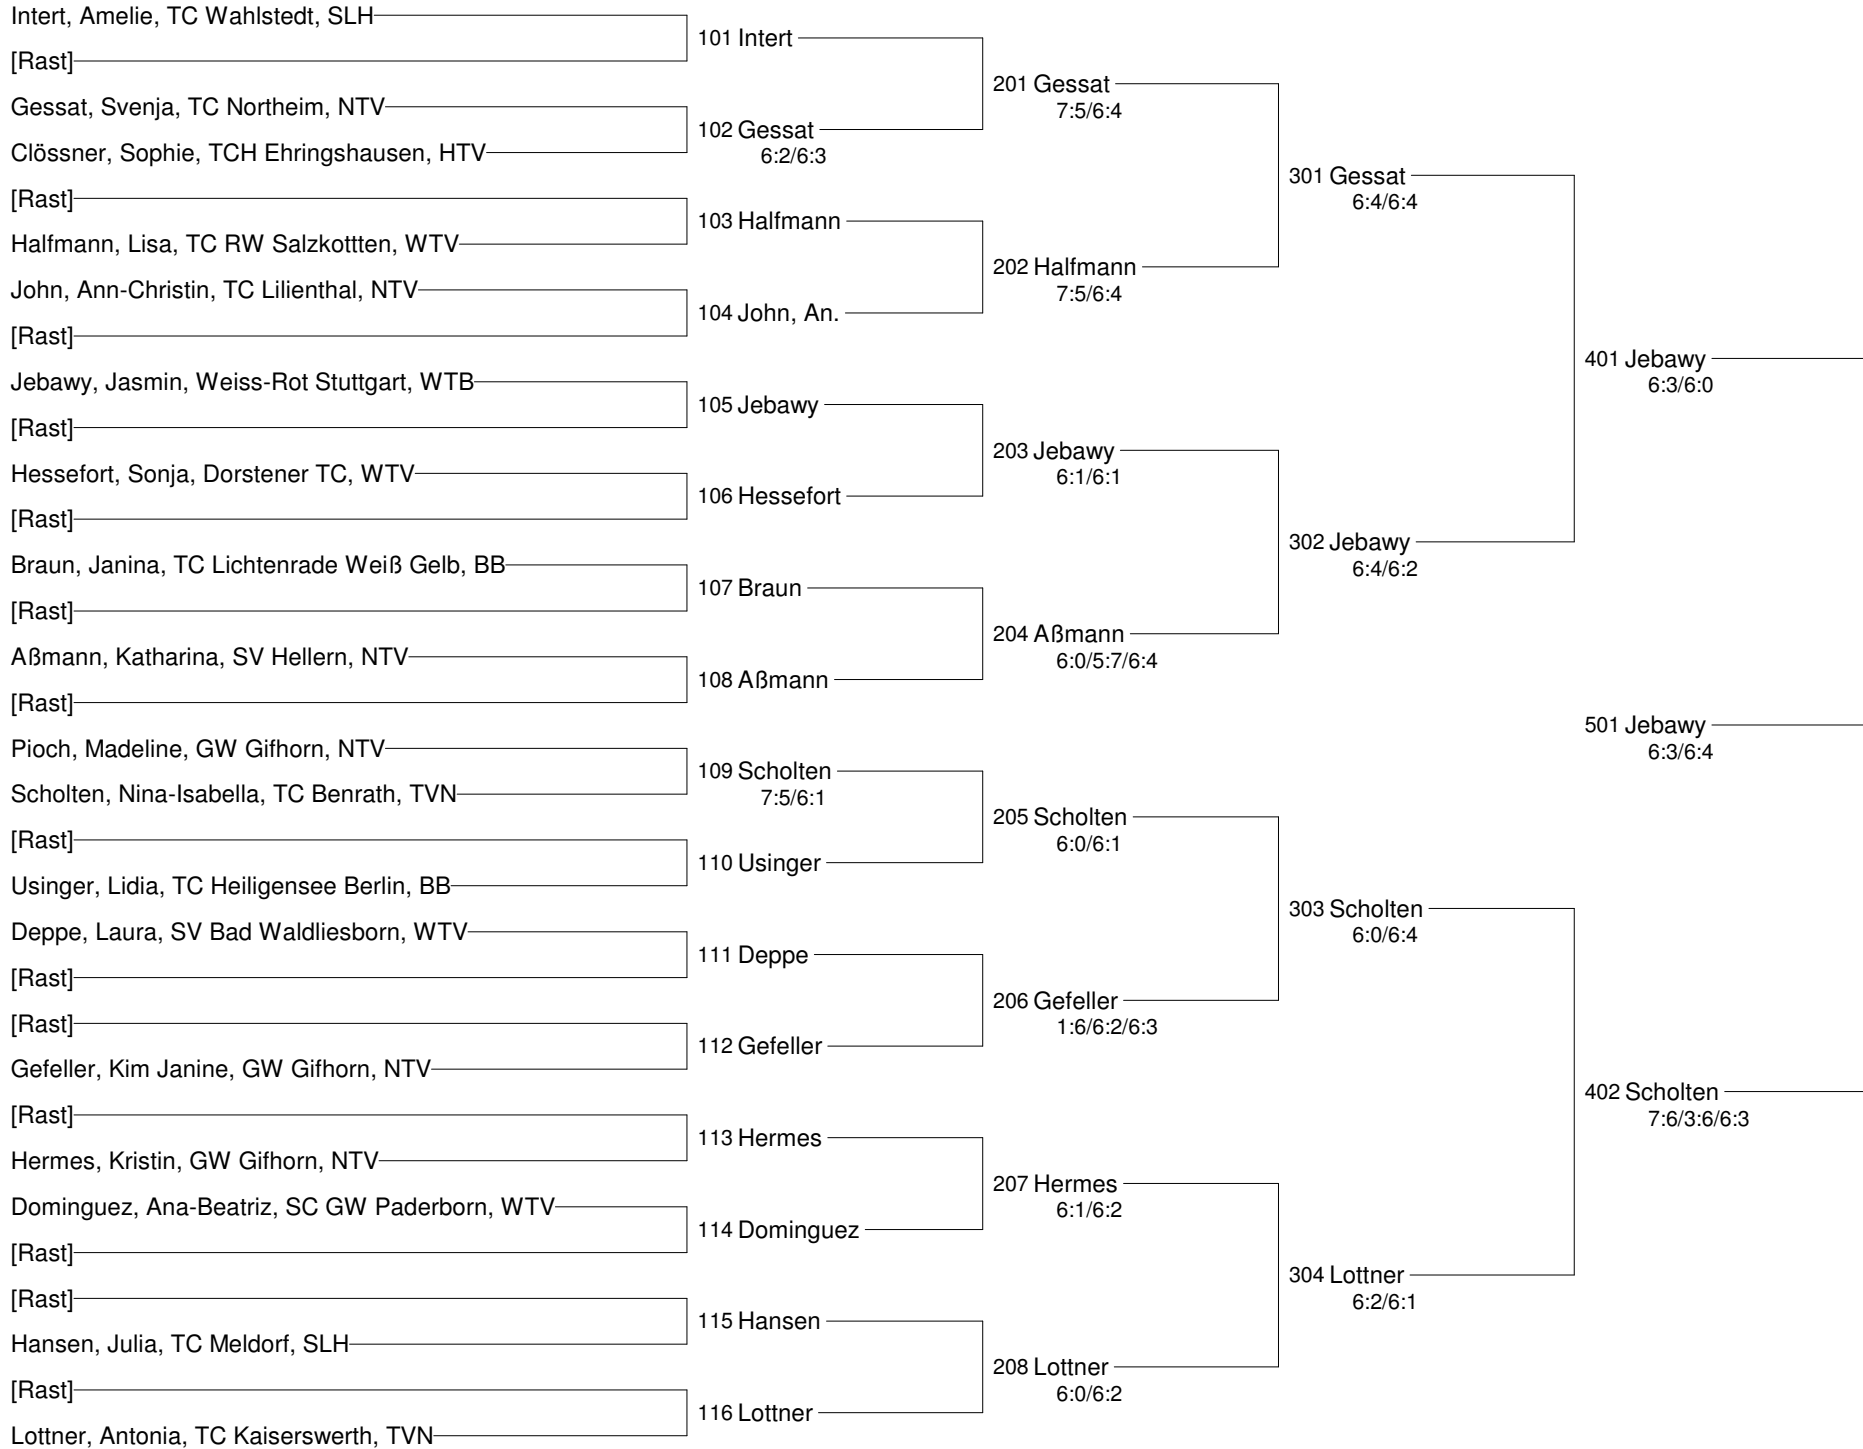 Intert, Amelie, TC Wahlstedt, SLH
[Rast]
Gessat, Svenja, TC Northeim, NTV
Clössner, Sophie, TCH Ehringshausen, HTV
[Rast]
Halfmann, Lisa, TC RW Salzkottten, WTV
John, Ann-Christin, TC Lilienthal, NTV
[Rast]
Jebawy, Jasmin, Weiss-Rot Stuttgart, WTB
[Rast]
Hessefort, Sonja, Dorstener TC, WTV
[Rast]
Braun, Janina, TC Lichtenrade Weiß Gelb, BB
[Rast]
Aßmann, Katharina, SV Hellern, NTV
[Rast]
Pioch, Madeline, GW Gifhorn, NTV
Scholten, Nina-Isabella, TC Benrath, TVN
[Rast]
Usinger, Lidia, TC Heiligensee Berlin, BB
Deppe, Laura, SV Bad Waldliesborn, WTV
[Rast]
[Rast]
Gefeller, Kim Janine, GW Gifhorn, NTV
[Rast]
Hermes, Kristin, GW Gifhorn, NTV
Dominguez, Ana-Beatriz, SC GW Paderborn, WTV
[Rast]
[Rast]
Hansen, Julia, TC Meldorf, SLH
[Rast]
Lottner, Antonia, TC Kaiserswerth, TVN
101 Intert
102 Gessat
6:2/6:3
103 Halfmann
104 John, An.
105 Jebawy
106 Hessefort
107 Braun
108 Aßmann
109 Scholten
7:5/6:1
110 Usinger
111 Deppe
112 Gefeller
113 Hermes
114 Dominguez
115 Hansen
116 Lottner
201 Gessat
7:5/6:4
202 Halfmann
7:5/6:4
203 Jebawy
6:1/6:1
204 Aßmann
6:0/5:7/6:4
205 Scholten
6:0/6:1
206 Gefeller
1:6/6:2/6:3
207 Hermes
6:1/6:2
208 Lottner
6:0/6:2
301 Gessat
6:4/6:4
302 Jebawy
6:4/6:2
303 Scholten
6:0/6:4
304 Lottner
6:2/6:1
401 Jebawy
6:3/6:0
501 Jebawy
6:3/6:4
402 Scholten
7:6/3:6/6:3